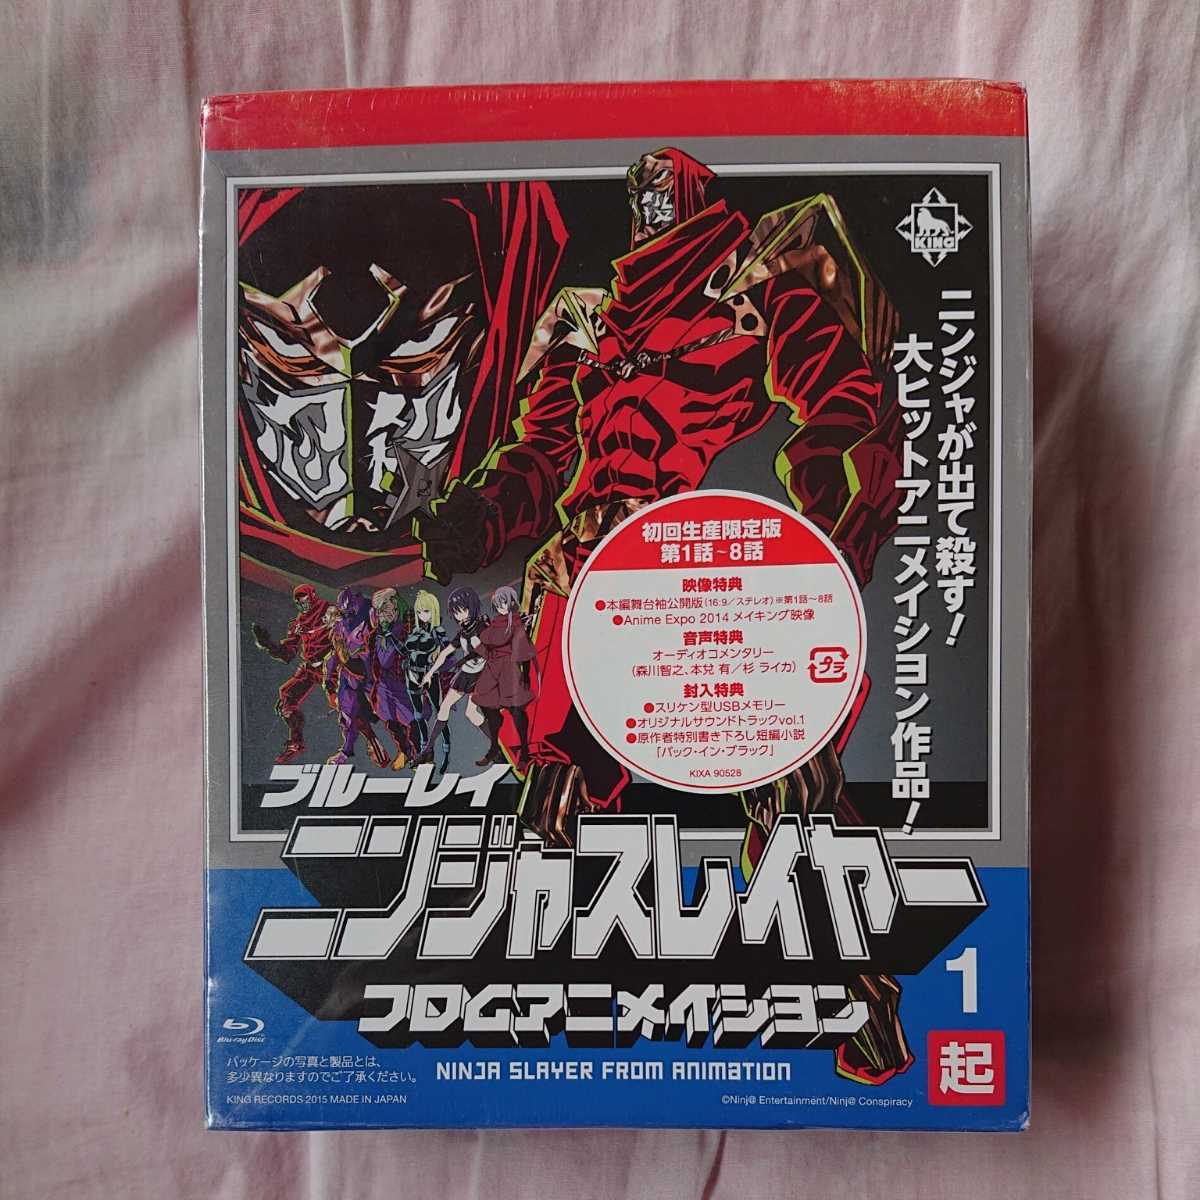 KING
ニンジャが出て殺す!
大ヒットアニメイション作品!
殺
忍殺
初回生産限定版
第1話~8話
映像特典
●本編舞台袖公開版(16:9/ステレオ)※第1話~8話
●Anime Expo 2014 メイキング映像
音声特典
オーディオコメンタリー
(森川智之、本兌 有/杉 ライカ)
プラ
封入特典
●スリケン型USBメモリー
●オリジナルサウンドトラックvol.1
●原作者特別書き下ろし短編小説
「バック・イン・ブラック」
KIXA 90528
ブルーレイ
ニンジャスレイヤー
フロムアニメイション
1
起
Blu-ray Disc
パッケージの写真と製品とは、
多少異なりますのでご了承ください。
KING RECORDS 2015 MADE IN JAPAN
NINJA SLAYER FROM ANIMATION
©Ninj@ Entertainment/Ninj@ Conspiracy